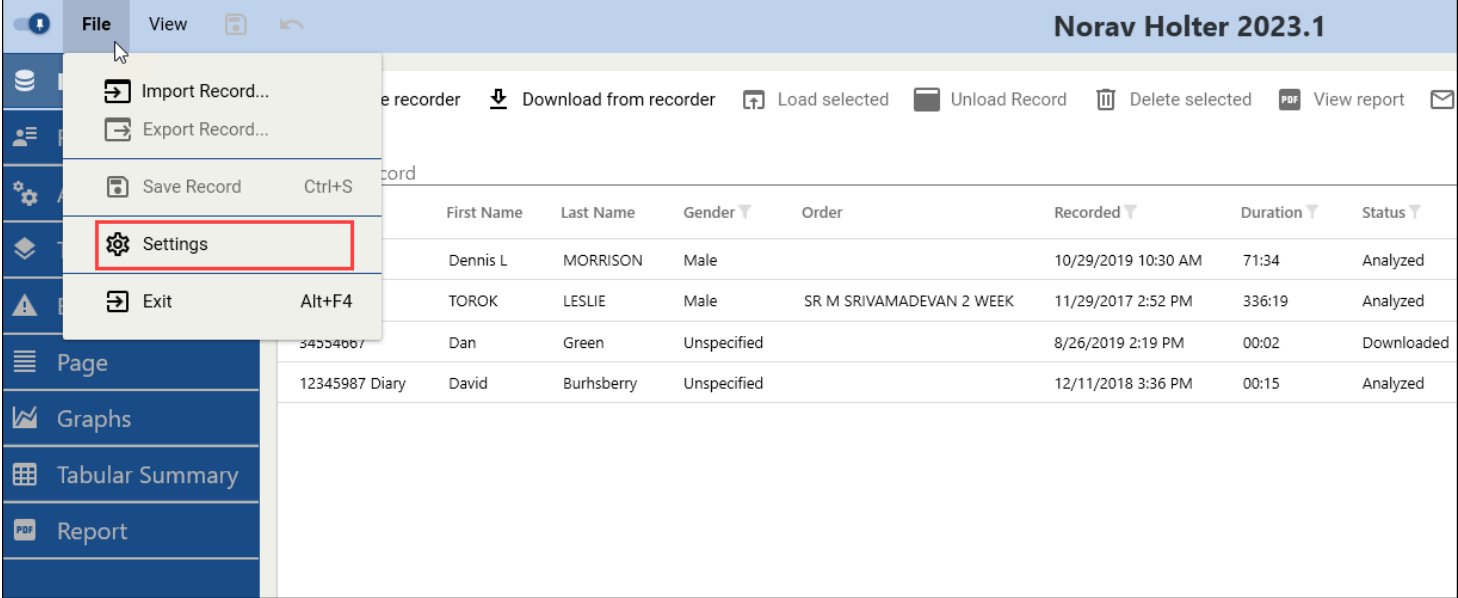 File View Norav Holter 2023.1
Import Record...
Export Record...
Save Record Ctrl+S
Settings
Exit Alt+F4
recorder Download from recorder Load selected Unload Record Delete selected PDF View report
First Name Last Name Gender Order Recorded Duration Status
Dennis L MORRISON Male 10/29/2019 10:30 AM 71:34 Analyzed
TOROK LESLIE Male SR M SRIVAMADEVAN 2 WEEK 11/29/2017 2:52 PM 336:19 Analyzed
34554667 Dan Green Unspecified 8/26/2019 2:19 PM 00:02 Downloaded
12345987 Diary David Burhsberry Unspecified 12/11/2018 3:36 PM 00:15 Analyzed
Page
Graphs
Tabular Summary
PDF Report